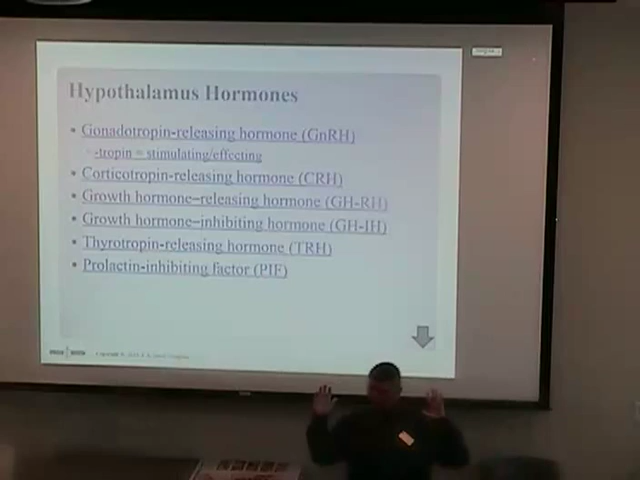 Hypothalamus Hormones
• Gonadotropin-releasing hormone (GnRH)
-tropin = stimulating/effecting
• Corticotropin-releasing hormone (CRH)
• Growth hormone–releasing hormone (GH-RH)
• Growth hormone–inhibiting hormone (GH-IH)
• Thyrotropin-releasing hormone (TRH)
• Prolactin-inhibiting factor (PIF)